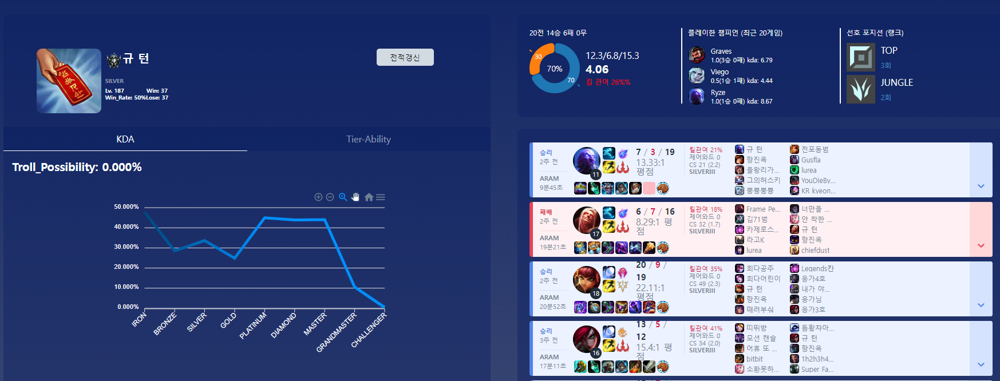 규 턴
전적갱신
SILVER
Lv. 187 Win: 37
Win_Rate: 50%Lose: 37
KDA Tier-Ability
Troll_Possibility: 0.000%
50.000%
40.000%
30.000%
20.000%
10.000%
0.000%
IRON
BRONZE
SILVER
GOLD
PLATINUM
DIAMOND
MASTER
GRANDMASTER
CHALLENGER
20전 14승 6패 0무
30
70%
70
12.3/6.8/15.3
4.06
킬 관여 26%%
플레이한 챔피언 (최근 20게임)
Graves
1.0(3승 0패) kda: 6.79
Viego
0.5(1승 1패) kda: 4.44
Ryze
1.0(1승 0패) kda: 8.67
선호 포지션 (랭크)
TOP
3회
JUNGLE
2회
승리
2주 전
ARAM
9분45초
11
7 / 3 / 19
13.33:1
평점
킬관여 21%
제어와드 0
CS 21 (2.2)
SILVERIII
규 턴
항진옥
을왕리가...
그의허스키
뿡뿡뿡뿡
전포동범
Gusfla
lurea
YouDieBy...
KR kyeon...
패배
2주 전
ARAM
19분21초
17
6 / 7 / 16
8.29:1 평
점
킬관여 18%
제어와드 0
CS 32 (1.7)
SILVERIII
Frame Pe...
김71범
카제로스...
라고K
lurea
너만을 ...
안 착한 ...
규 턴
항진옥
chiefdust
승리
2주 전
ARAM
20분52초
18
20 / 9 /
19
22.11:1
평점
킬관여 35%
제어와드 0
CS 49 (2.3)
SILVERIII
희다공주
희다어린이
규 턴
항진옥
때려부숴
Legends칸
응가4호
내가 야...
응가님
응가3호
승리
3주 전
ARAM
17분11초
16
13 / 5 /
12
15.4:1 평
점
킬관여 41%
제어와드 0
CS 34 (2.0)
SILVERIII
띠뛰방
모션 캔슬
어휴 또 ...
bitbit
소환못하...
돔황챠아...
규 턴
항진옥
1h2h3h4...
Super Fa...